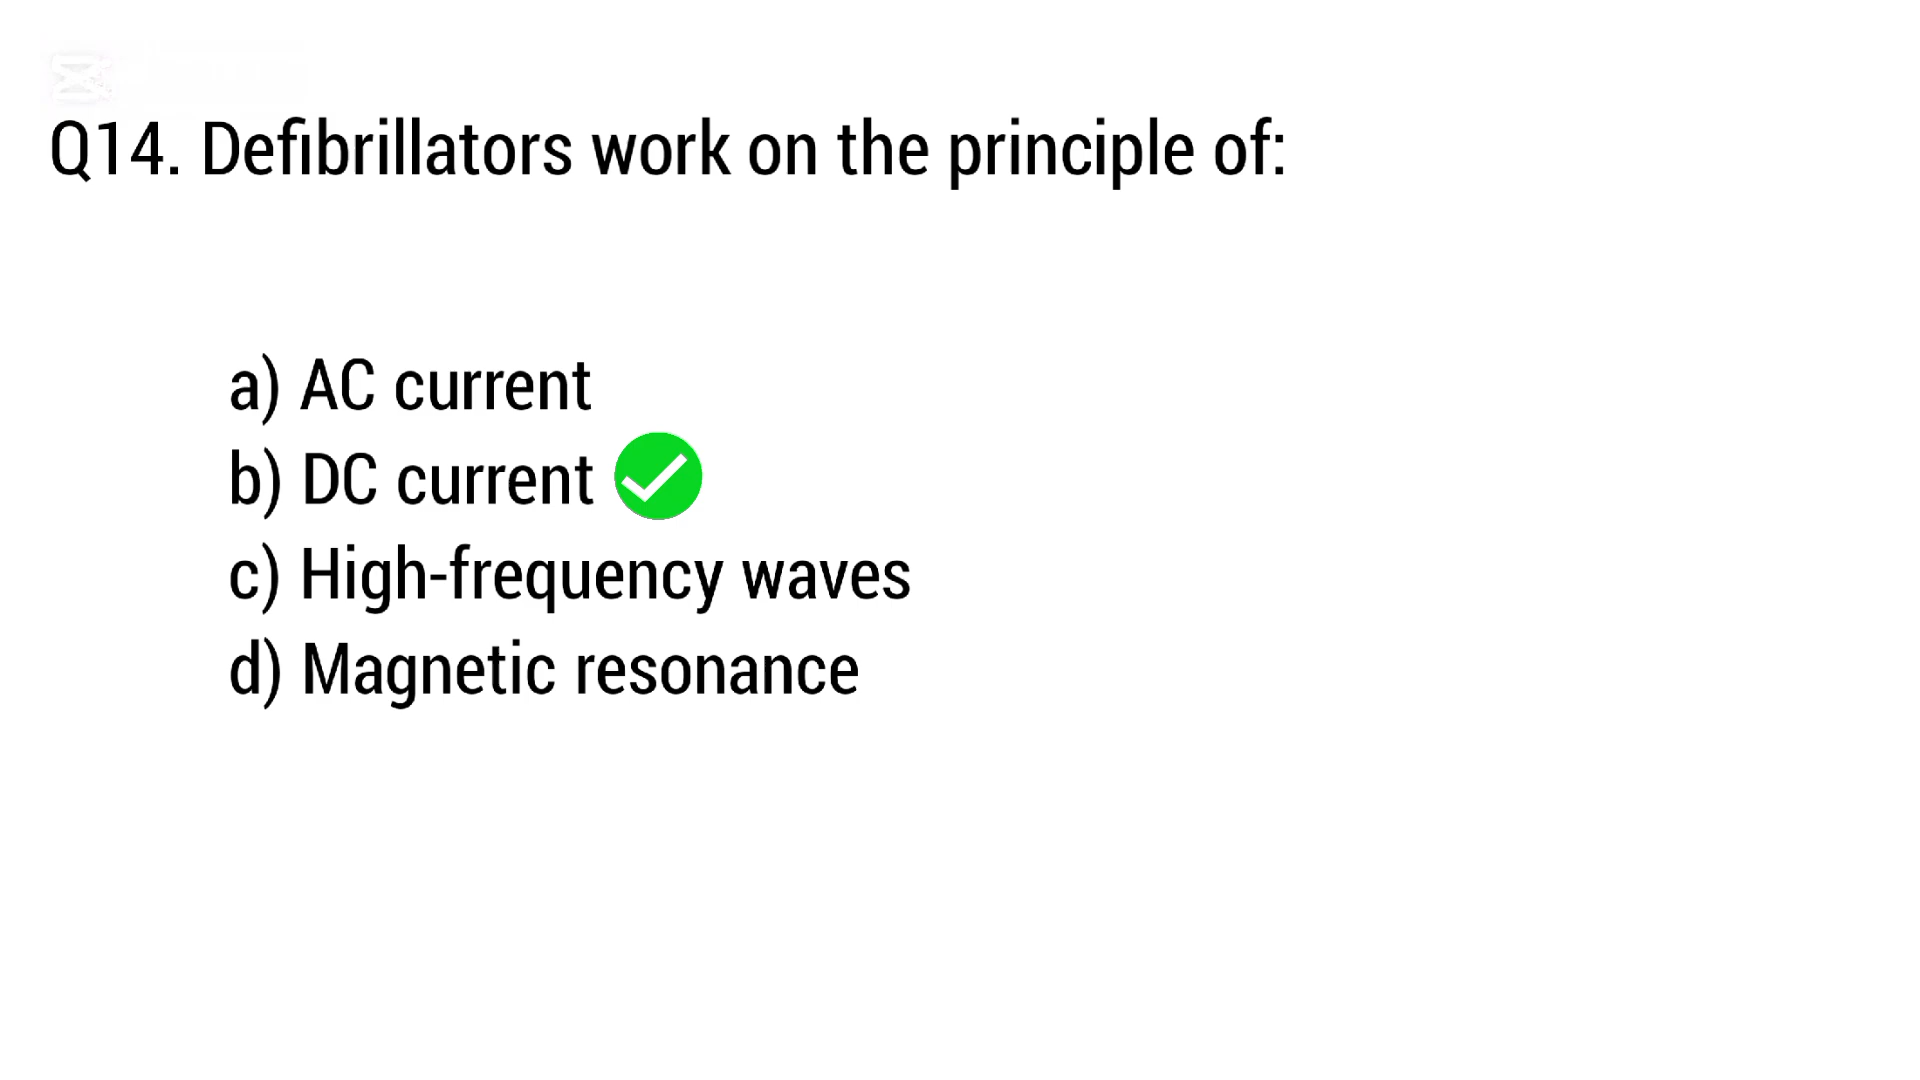 Q14. Defibrillators work on the principle of:
a) AC current
b) DC current
c) High-frequency waves
d) Magnetic resonance